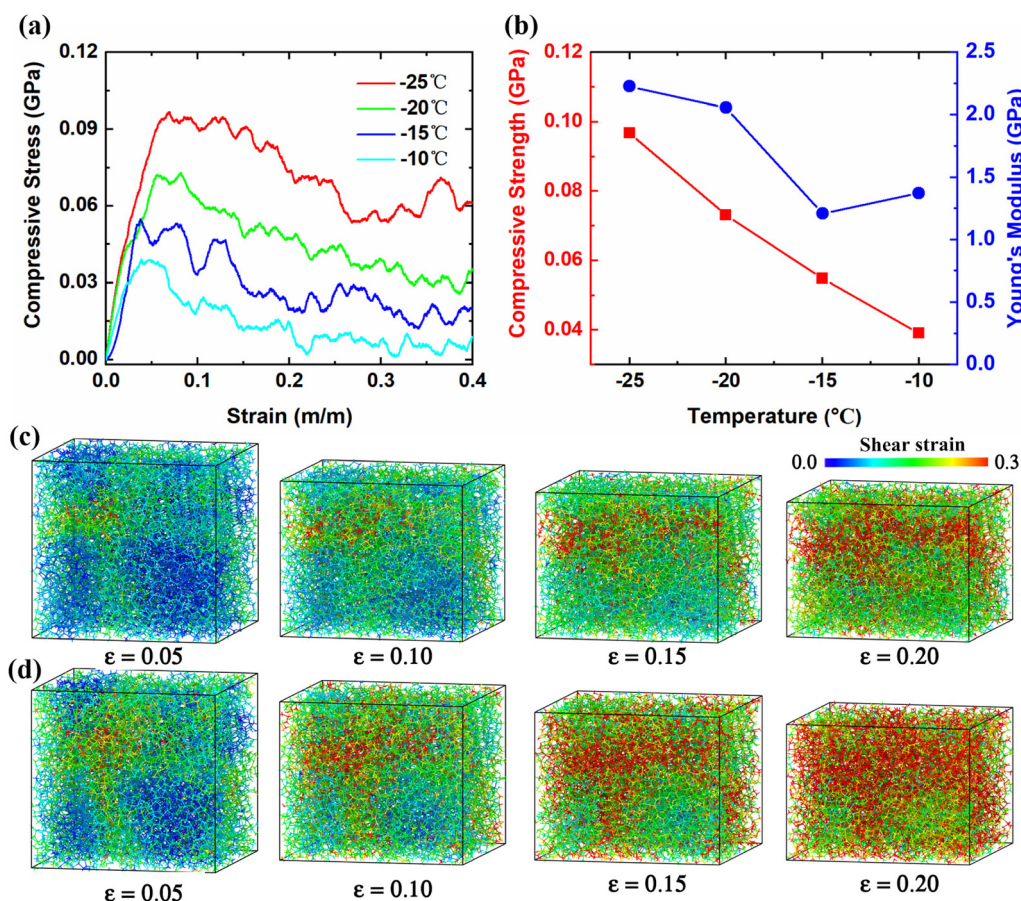 (a)
Compressive Stress (GPa)
0.12
0.09
0.06
0.03
0.00
0.0 0.1 0.2 0.3 0.4
Strain (m/m)
-25℃
-20℃
-15℃
-10℃
(b)
Compressive Strength (GPa)
0.12
0.10
0.08
0.06
0.04
-25 -20 -15 -10
Temperature (°C)
2.5
2.0
1.5
1.0
0.5
0.0
Young's Modulus (GPa)
(c)
Shear strain
0.0 0.3
ε = 0.05 ε = 0.10 ε = 0.15 ε = 0.20
(d)
ε = 0.05 ε = 0.10 ε = 0.15 ε = 0.20